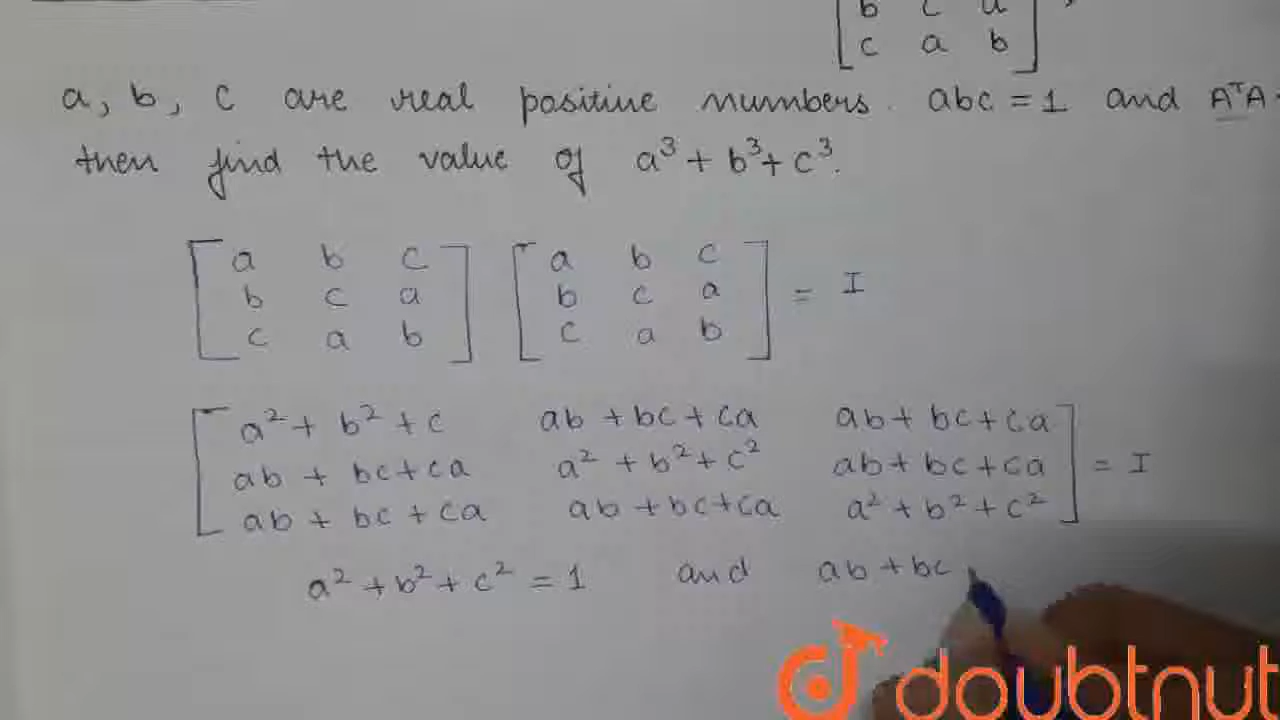 b c a
c a b
a, b, c are real positive numbers. abc = 1 and AᵀA
then find the value of a³ + b³ + c³.
[a b c] [a b c]
[b c a] [b c a] = I
[c a b] [c a b]
[a² + b² + c ab + bc + ca ab + bc + ca]
[ab + bc + ca a² + b² + c² ab + bc + ca] = I
[ab + bc + ca ab + bc + ca a² + b² + c²]
a² + b² + c² = 1 and ab + bc
doubtnut